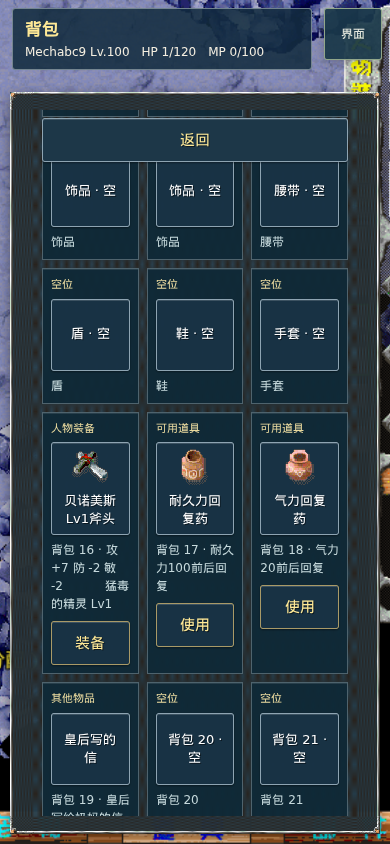 背包
Mechabc9 Lv.100 HP 1/120 MP 0/100
界面
返回
饰品 · 空
饰品 · 空
腰带 · 空
饰品
饰品
腰带
空位
空位
空位
盾 · 空
鞋 · 空
手套 · 空
盾
鞋
手套
人物装备
可用道具
可用道具
贝诺美斯
Lv1斧头
耐久力回
复药
气力回复
药
背包 16 · 攻
+7 防 -2 敏
-2 猛毒
的精灵 Lv1
背包 17 · 耐久
力100前后回
复
背包 18 · 气力
20前后回复
装备
使用
使用
其他物品
空位
空位
皇后写的
信
背包 20 ·
空
背包 21 ·
空
背包 19 · 皇后
背包 20
背包 21